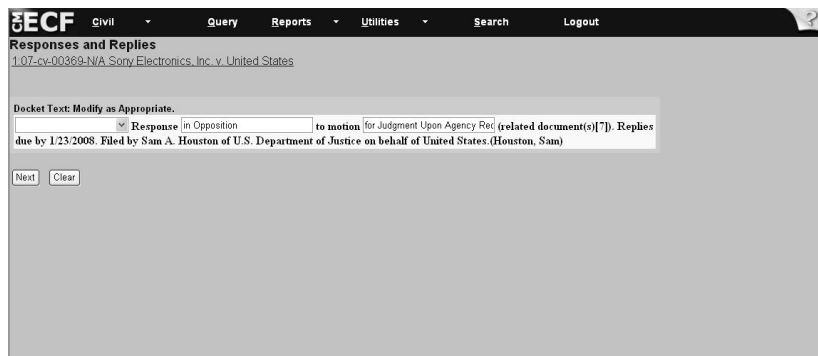 CM ECF Civil Query Reports Utilities Search Logout ?
Responses and Replies
1:07-cv-00369-N/A Sony Electronics, Inc. v. United States
Docket Text: Modify as Appropriate.
Response in Opposition to motion for Judgment Upon Agency Rec (related document(s)[7]). Replies
due by 1/23/2008. Filed by Sam A. Houston of U.S. Department of Justice on behalf of United States.(Houston, Sam)
Next Clear